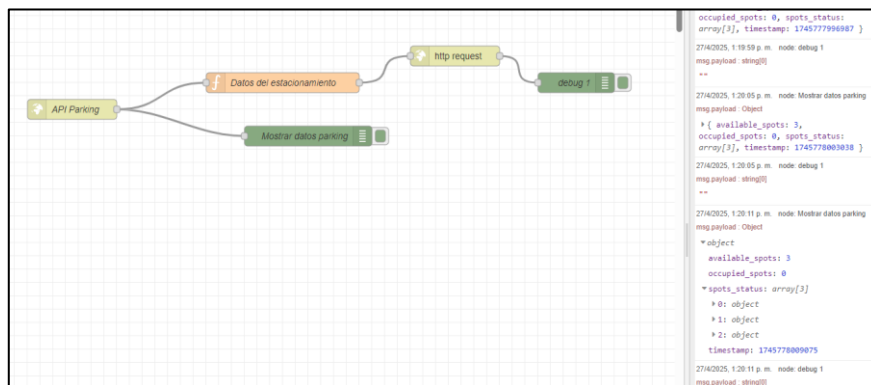 API Parking
Datos del estacionamiento
http request
debug 1
Mostrar datos parking
occupied_spots: 0, spots_status:
array[3], timestamp: 1745777996987 }
27/4/2025, 1:19:59 p. m. node: debug 1
msg.payload : string[0]
""
27/4/2025, 1:20:05 p. m. node: Mostrar datos parking
msg.payload : Object
{ available_spots: 3,
occupied_spots: 0, spots_status:
array[3], timestamp: 1745778003038 }
27/4/2025, 1:20:05 p. m. node: debug 1
msg.payload : string[0]
""
27/4/2025, 1:20:11 p. m. node: Mostrar datos parking
msg.payload : Object
object
available_spots: 3
occupied_spots: 0
spots_status: array[3]
0: object
1: object
2: object
timestamp: 1745778009075
27/4/2025, 1:20:11 p. m. node: debug 1
msg.payload : string[0]